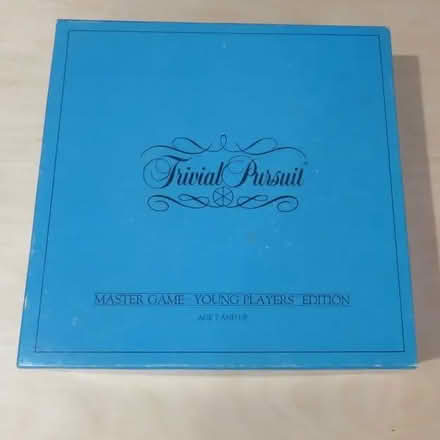 Trivial Pursuit®
MASTER GAME - YOUNG PLAYERS' EDITION
AGE 7 AND UP